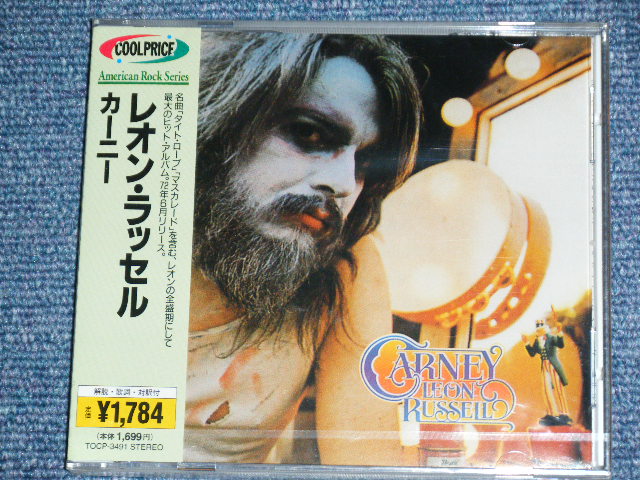 COOLPRICE
American Rock Series
レオン・ラッセル
カーニー
名曲「タイト・ロープ」「マスカレード」を含む、レオンの全盛期にして
最大のヒット・アルバム。72年6月リリース。
解説・歌詞・対訳付
定価 ¥1,784
(本体 1,699円)
TOCP-3491 STEREO
CARNEY
LEON
RUSSELL